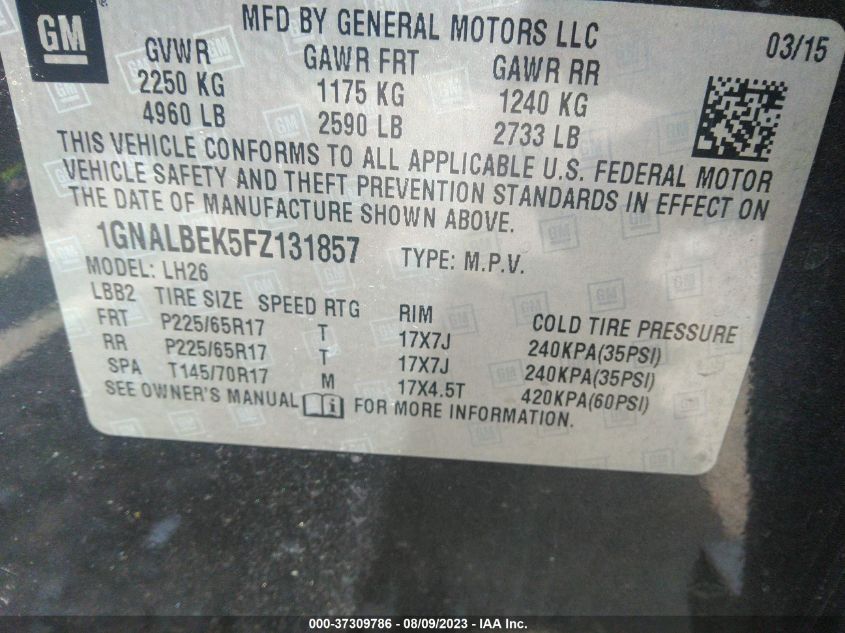 GM
MFD BY GENERAL MOTORS LLC
03/15
GVWR GAWR FRT GAWR RR
2250 KG 1175 KG 1240 KG
4960 LB 2590 LB 2733 LB
THIS VEHICLE CONFORMS TO ALL APPLICABLE U.S. FEDERAL MOTOR
VEHICLE SAFETY AND THEFT PREVENTION STANDARDS IN EFFECT ON
THE DATE OF MANUFACTURE SHOWN ABOVE.
1GNALBEK5FZ131857 TYPE: M.P.V.
MODEL: LH26
LBB2 TIRE SIZE SPEED RTG RIM COLD TIRE PRESSURE
FRT P225/65R17 T 17X7J 240KPA(35PSI)
RR P225/65R17 T 17X7J 240KPA(35PSI)
SPA T145/70R17 M 17X4.5T 420KPA(60PSI)
SEE OWNER'S MANUAL FOR MORE INFORMATION.
000-37309786 - 08/09/2023 - IAA Inc.